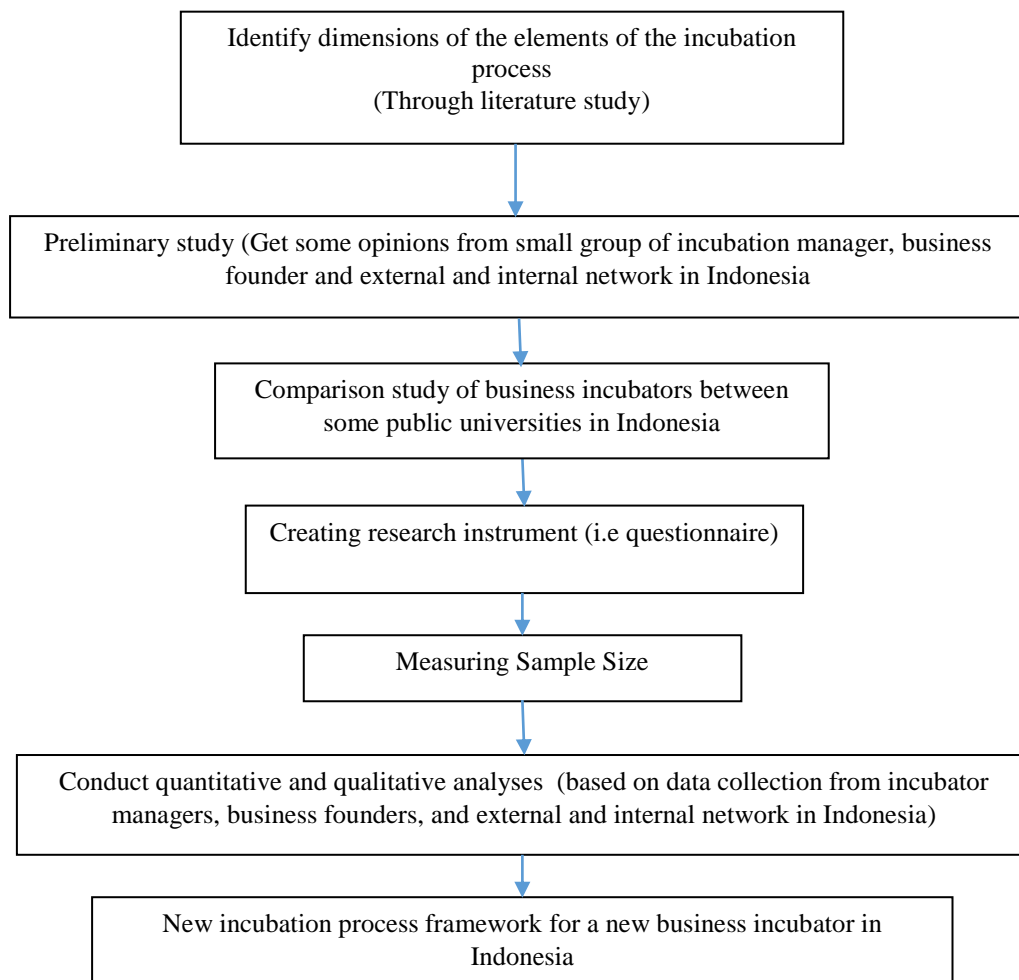 Identify dimensions of the elements of the incubation
process
(Through literature study)
Preliminary study (Get some opinions from small group of incubation manager, business
founder and external and internal network in Indonesia
Comparison study of business incubators between
some public universities in Indonesia
Creating research instrument (i.e questionnaire)
Measuring Sample Size
Conduct quantitative and qualitative analyses  (based on data collection from incubator
managers, business founders, and external and internal network in Indonesia)
New incubation process framework for a new business incubator in
Indonesia